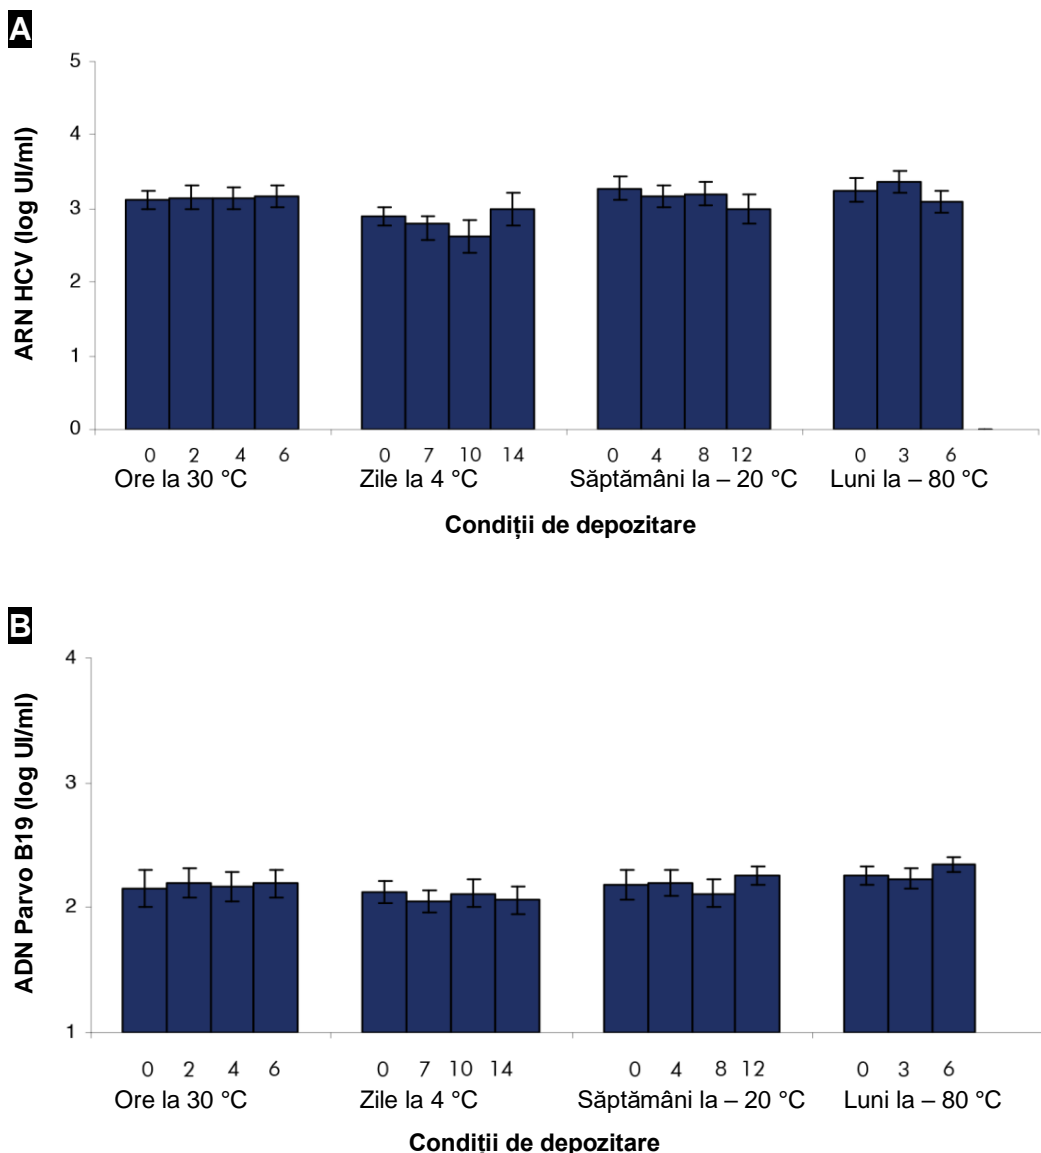 A
ARN HCV (log UI/ml)
5
4
3
2
1
0
0 2 4 6 0 7 10 14 0 4 8 12 0 3 6
Ore la 30 °C Zile la 4 °C Săptămâni la – 20 °C Luni la – 80 °C
Condiții de depozitare
B
ADN Parvo B19 (log UI/ml)
4
3
2
1
0 2 4 6 0 7 10 14 0 4 8 12 0 3 6
Ore la 30 °C Zile la 4 °C Săptămâni la – 20 °C Luni la – 80 °C
Condiții de depozitare